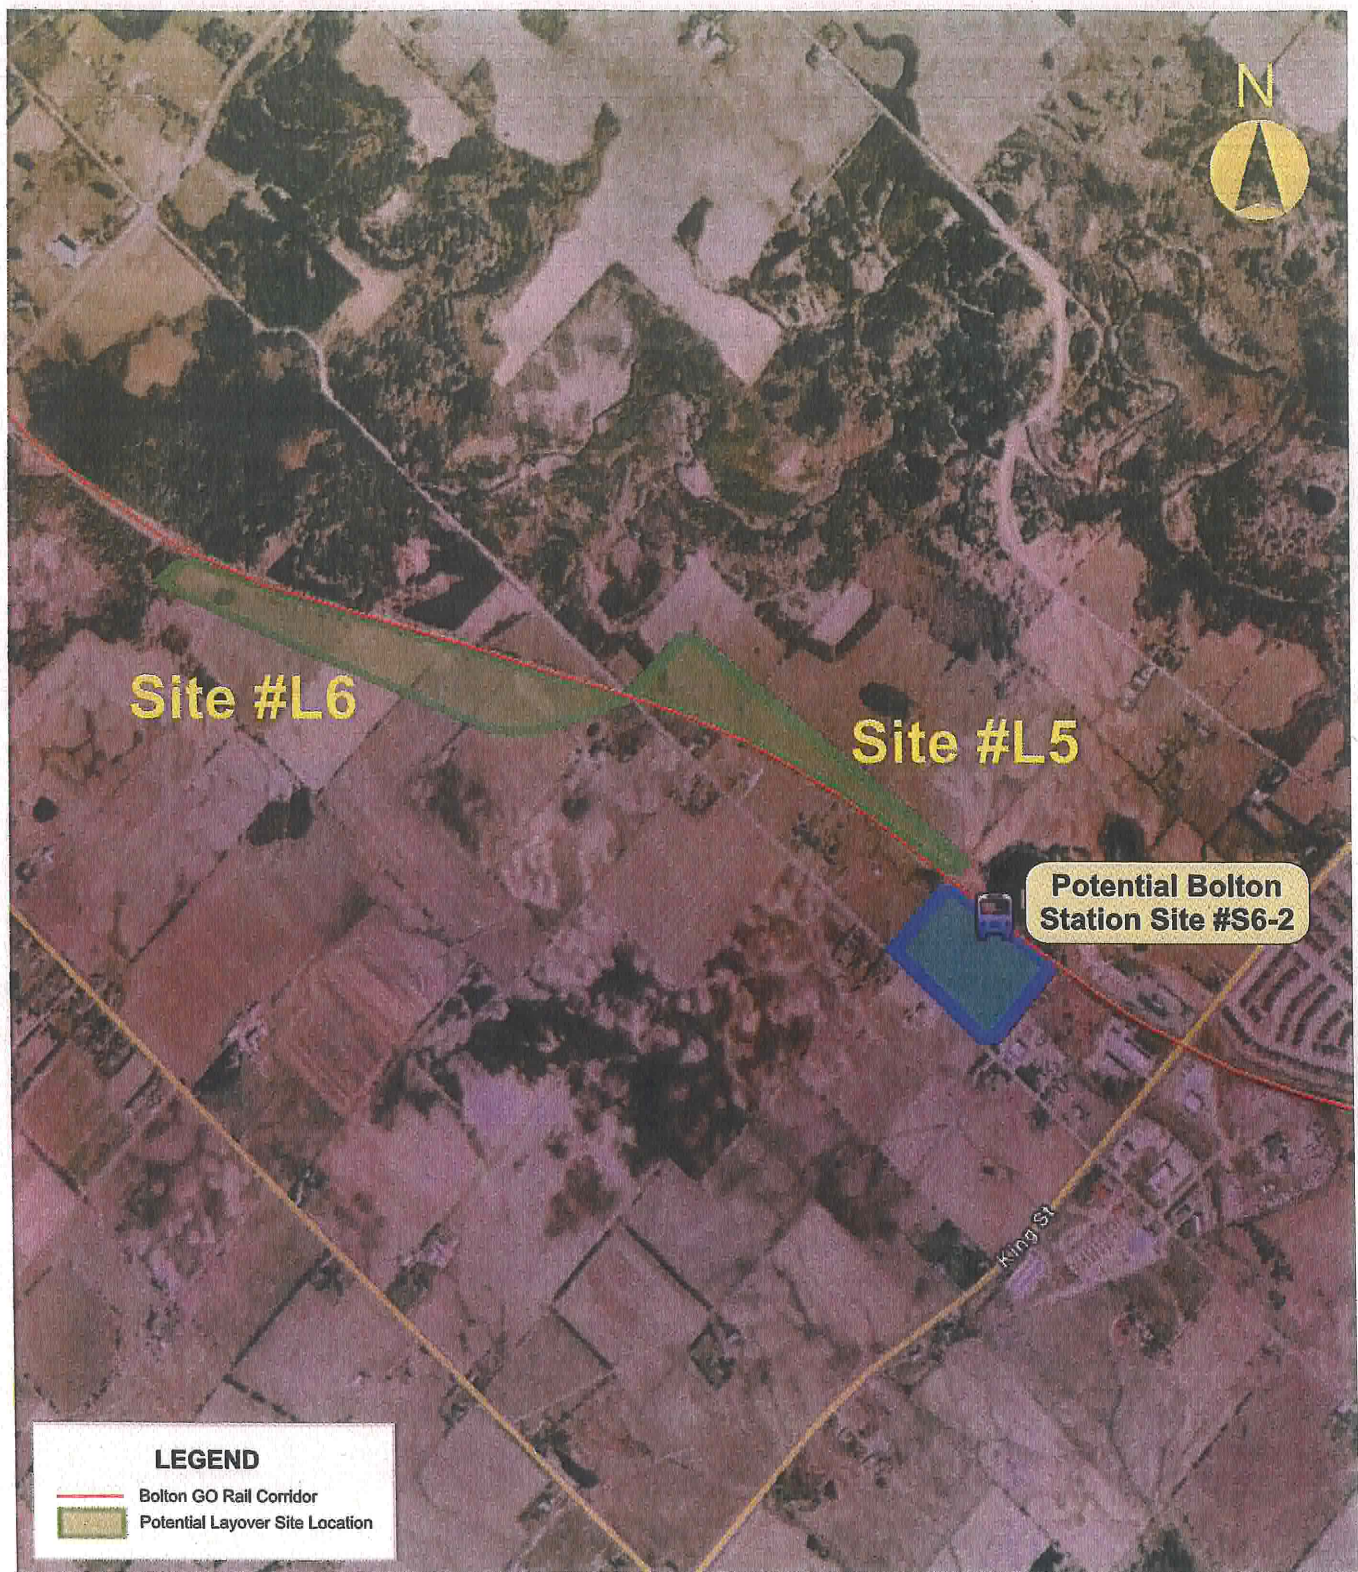 N
Site #L6
Site #L5
Potential Bolton
Station Site #S6-2
King St
LEGEND
Bolton GO Rail Corridor
Potential Layover Site Location